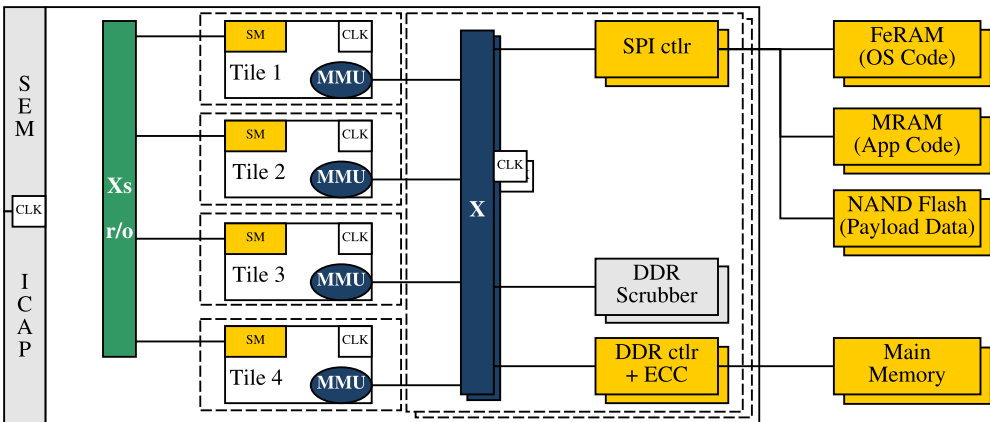 S
E
M
CLK
I
C
A
P
Xs
r/o
SM
CLK
Tile 1
MMU
SM
CLK
Tile 2
MMU
SM
CLK
Tile 3
MMU
SM
CLK
Tile 4
MMU
X
CLK
SPI ctlr
DDR
Scrubber
DDR ctlr
+ ECC
FeRAM
(OS Code)
MRAM
(App Code)
NAND Flash
(Payload Data)
Main
Memory